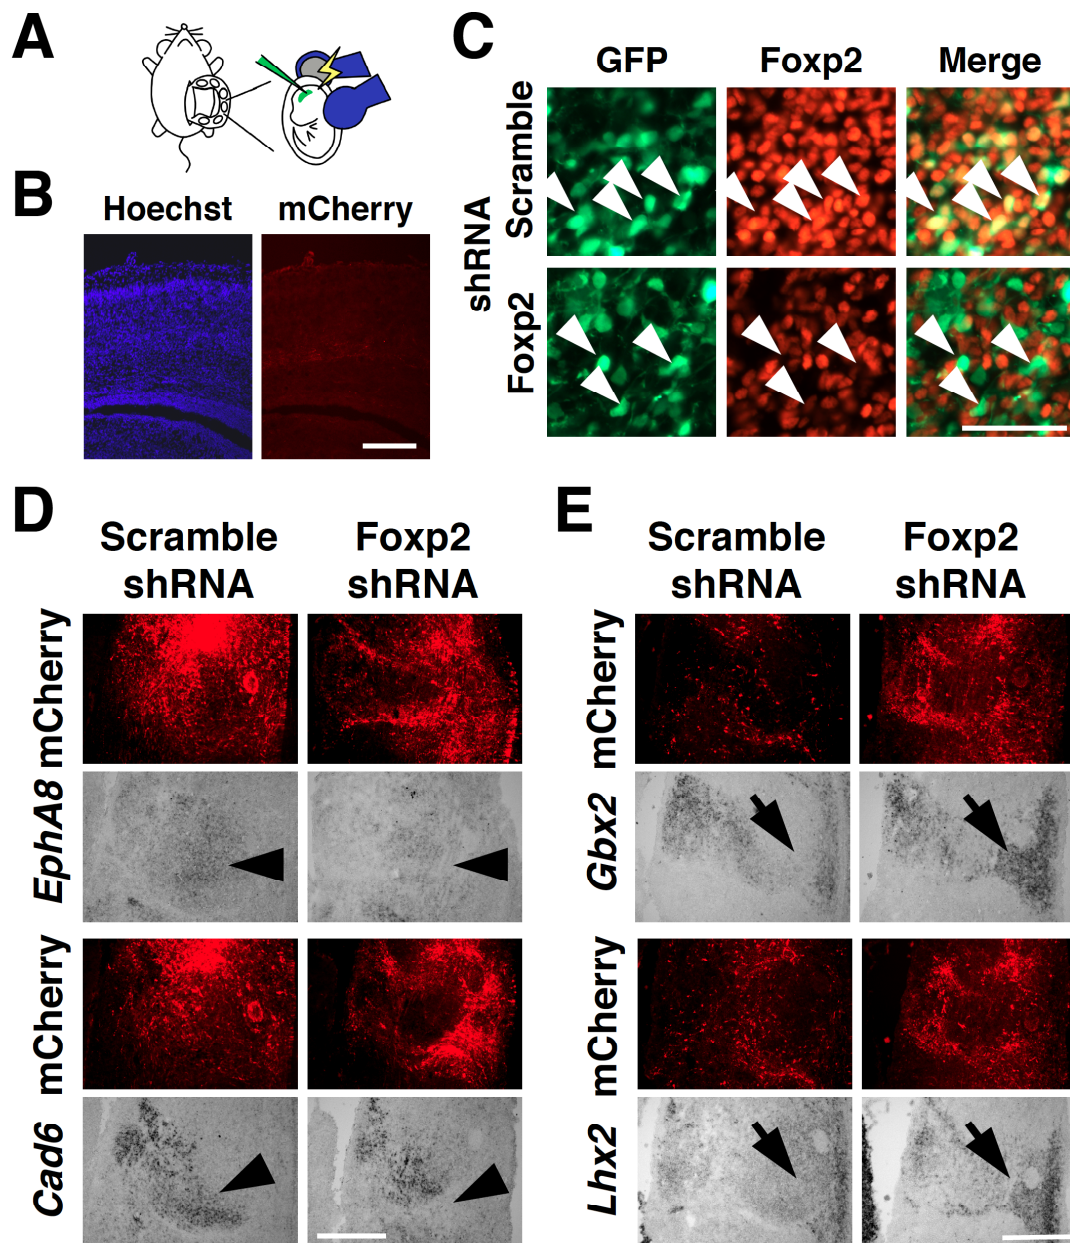 A
B
Hoechst
mCherry
C
GFP
Foxp2
Merge
shRNA
Scramble
Foxp2
D
Scramble
shRNA
Foxp2
shRNA
mCherry
EphA8
mCherry
Cad6
E
Scramble
shRNA
Foxp2
shRNA
mCherry
Gbx2
mCherry
Lhx2